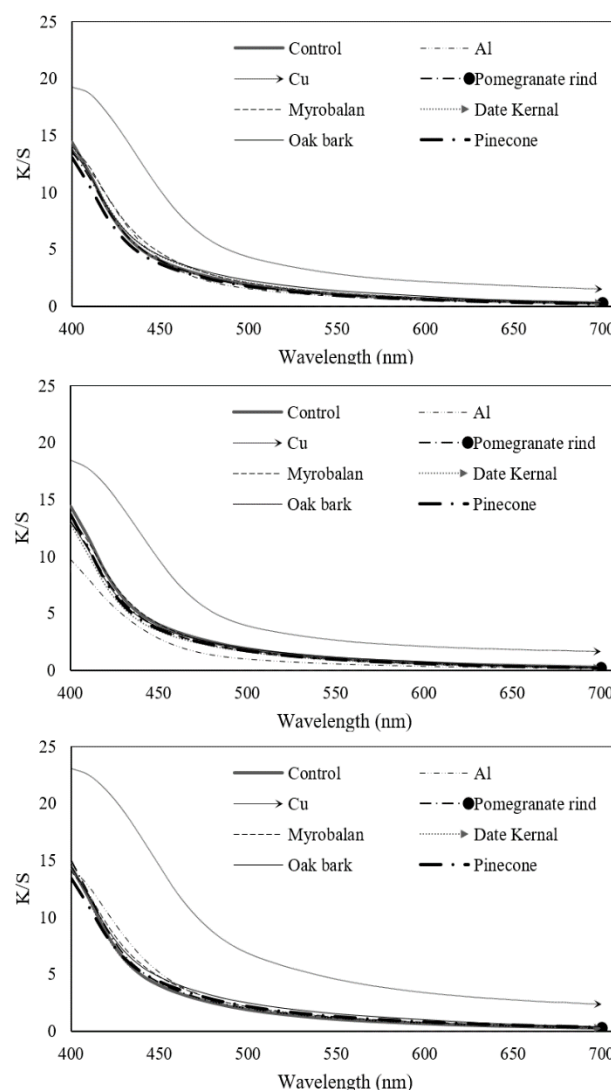 25
Control
Al
20
Cu
Pomegranate rind
Myrobalan
Date Kernal
15
Oak bark
Pinecone
K/S
10
5
0
400 450 500 550 600 650 700
Wavelength (nm)
25
Control
Al
20
Cu
Pomegranate rind
Myrobalan
Date Kernal
15
Oak bark
Pinecone
K/S
10
5
0
400 450 500 550 600 650 700
Wavelength (nm)
25
Control
Al
20
Cu
Pomegranate rind
Myrobalan
Date Kernal
15
Oak bark
Pinecone
K/S
10
5
0
400 450 500 550 600 650 700
Wavelength (nm)